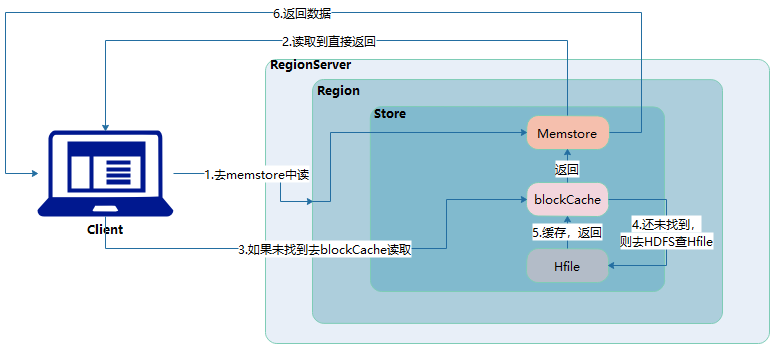 6.返回数据
2.读取到直接返回
RegionServer
Region
Store
Memstore
1.去memstore中读
返回
blockCache
Client
3.如果未找到去blockCache读取
5.缓存，返回
4.还未找到，
则去HDFS查Hfile
Hfile